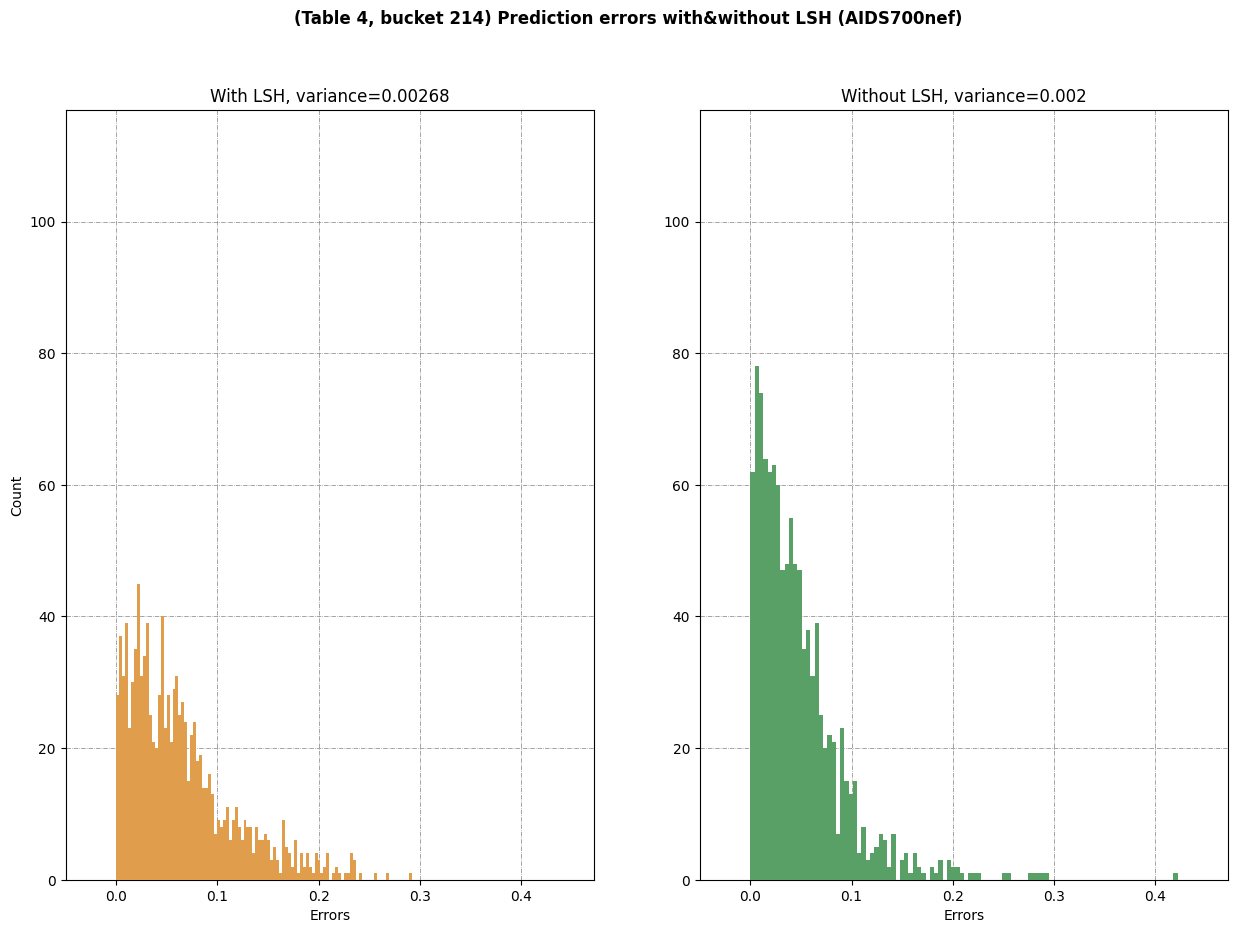 (Table 4, bucket 214) Prediction errors with&without LSH (AIDS700nef)
With LSH, variance=0.00268
Count
100
80
60
40
20
0
0.0 0.1 0.2 0.3 0.4
Errors
Without LSH, variance=0.002
100
80
60
40
20
0
0.0 0.1 0.2 0.3 0.4
Errors